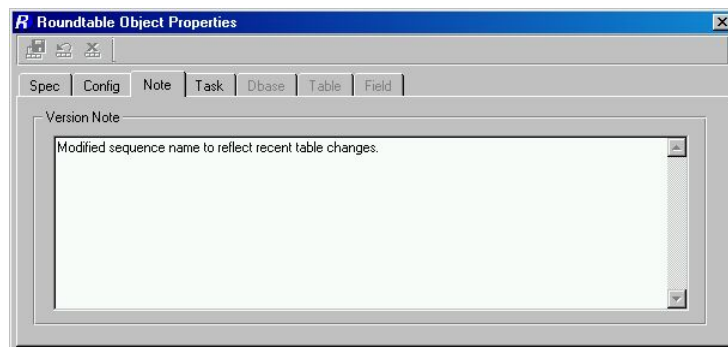 R Roundtable Object Properties
Spec Config Note Task Dbase Table Field
Version Note
Modified sequence name to reflect recent table changes.